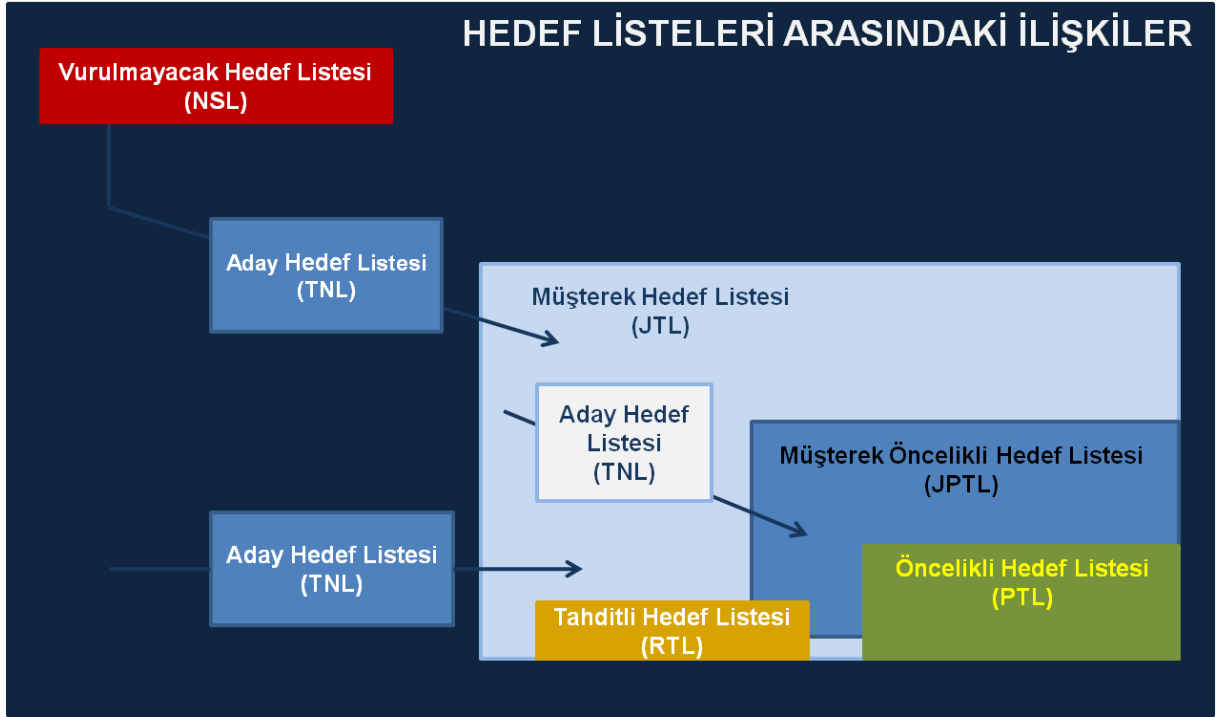 HEDEF LİSTELERİ ARASINDAKİ İLİŞKİLER
Vurulmayacak Hedef Listesi
(NSL)
Aday Hedef Listesi
(TNL)
Müşterek Hedef Listesi
(JTL)
Aday Hedef
Listesi
(TNL)
Müşterek Öncelikli Hedef Listesi
(JPTL)
Aday Hedef Listesi
(TNL)
Öncelikli Hedef Listesi
(PTL)
Tahditli Hedef Listesi
(RTL)